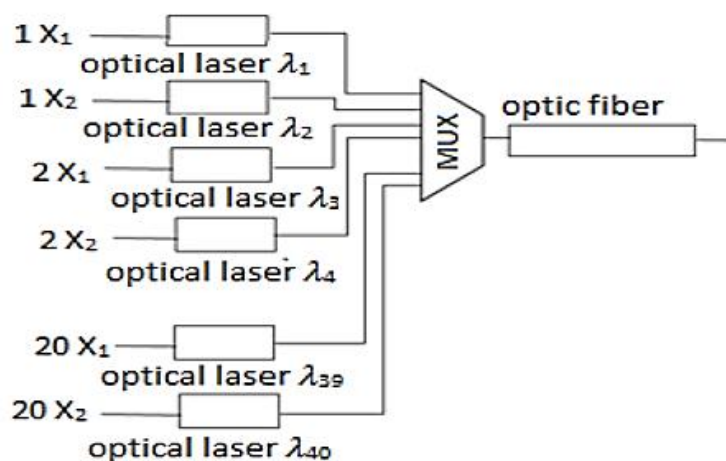 1 X₁
optical laser λ₁
1 X₂
optical laser λ₂
2 X₁
optical laser λ₃
2 X₂
optical laser λ₄
20 X₁
optical laser λ₃₉
20 X₂
optical laser λ₄₀
MUX
optic fiber